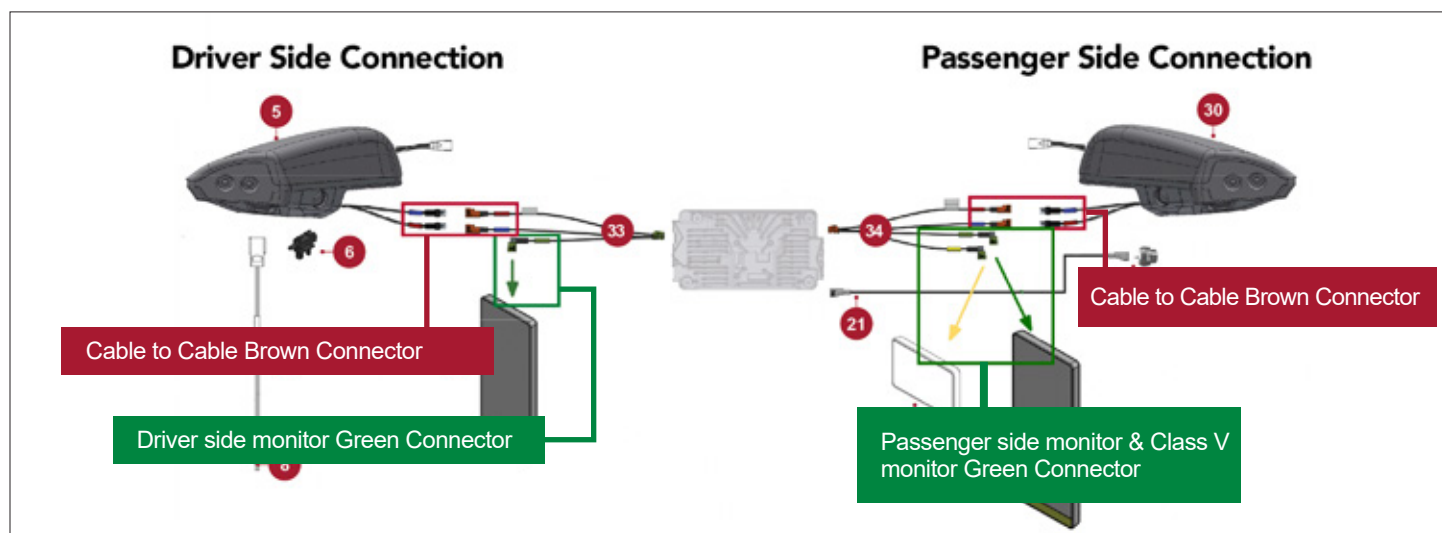 Driver Side Connection
Passenger Side Connection
5
30
33
34
6
21
Cable to Cable Brown Connector
Cable to Cable Brown Connector
Driver side monitor Green Connector
Passenger side monitor & Class V
monitor Green Connector
8